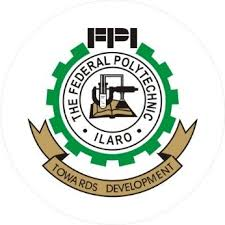 FPI
THE FEDERAL POLYTECHNIC
ILARO
TOWARDS DEVELOPMENT